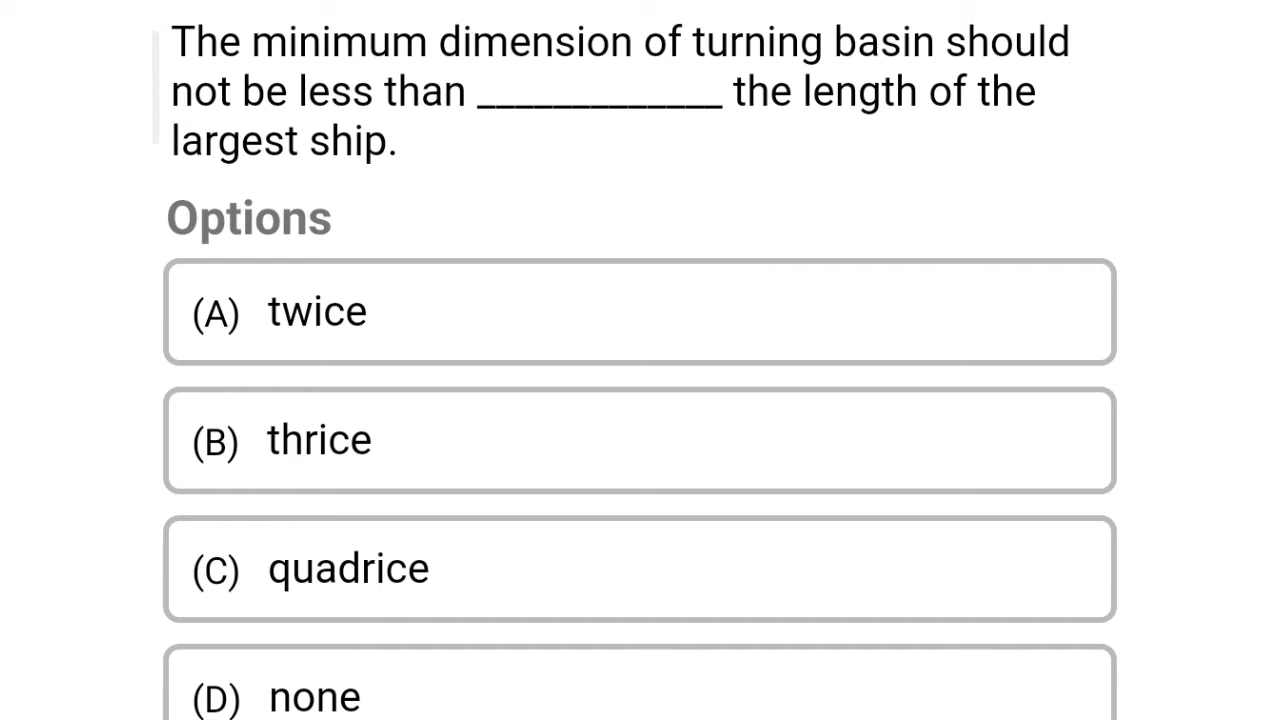 The minimum dimension of turning basin should
not be less than _____________ the length of the
largest ship.
Options
(A) twice
(B) thrice
(C) quadrice
(D) none